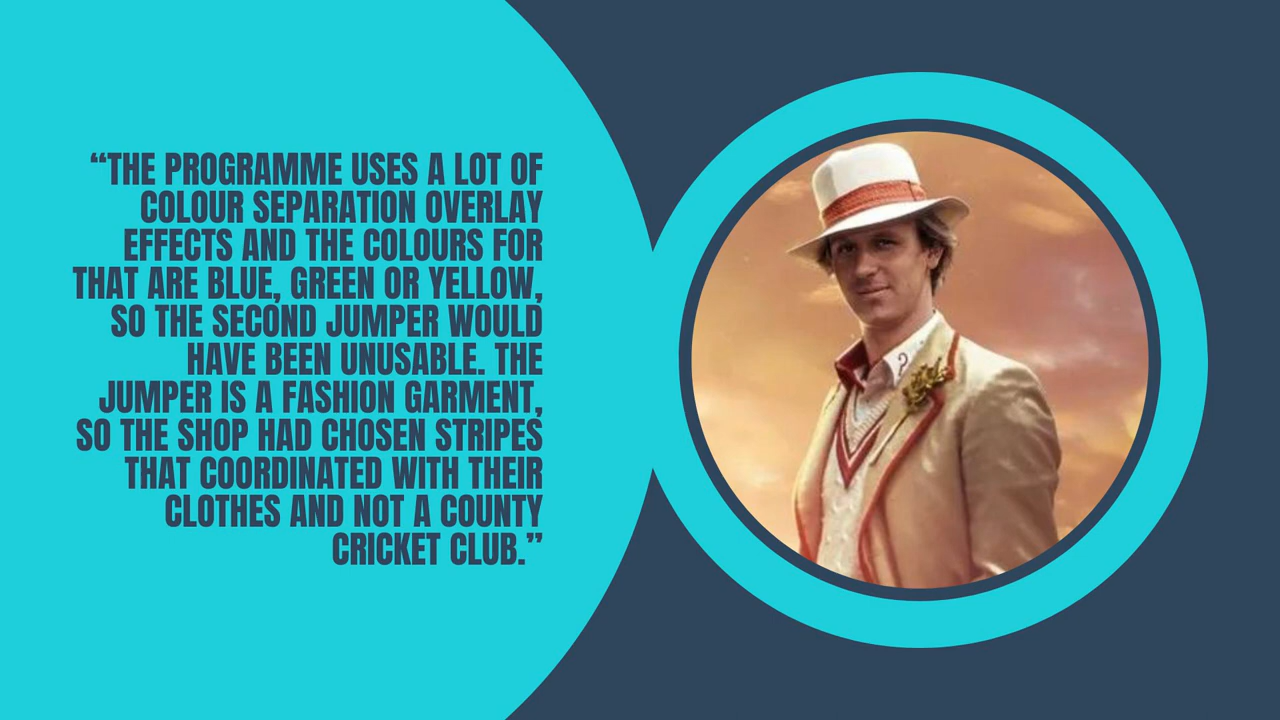 “THE PROGRAMME USES A LOT OF
COLOUR SEPARATION OVERLAY
EFFECTS AND THE COLOURS FOR
THAT ARE BLUE, GREEN OR YELLOW,
SO THE SECOND JUMPER WOULD
HAVE BEEN UNUSABLE. THE
JUMPER IS A FASHION GARMENT,
SO THE SHOP HAD CHOSEN STRIPES
THAT COORDINATED WITH THEIR
CLOTHES AND NOT A COUNTY
CRICKET CLUB.”
?